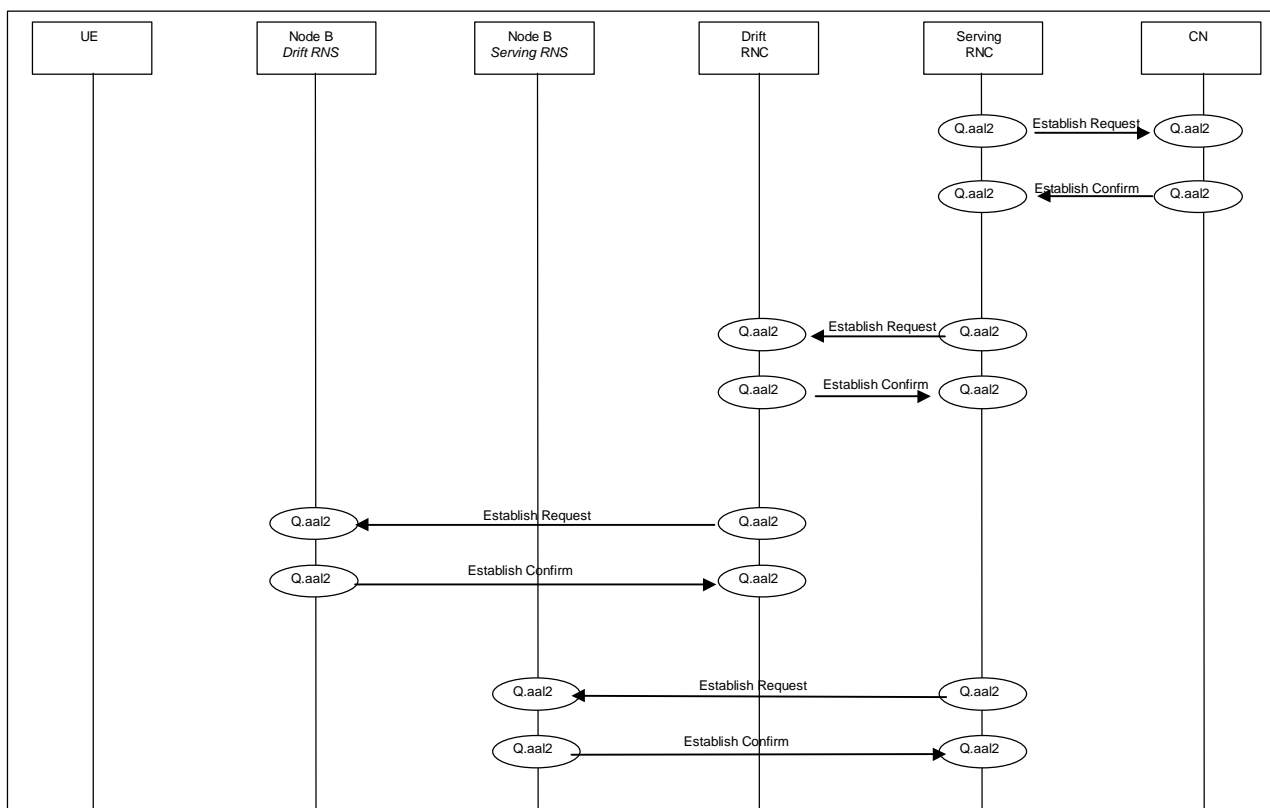 UE
Node B
Drift RNS
Node B
Serving RNS
Drift
RNC
Serving
RNC
CN
Q.aal2 Establish Request Q.aal2
Q.aal2 Establish Confirm Q.aal2
Q.aal2 Establish Request Q.aal2
Q.aal2 Establish Confirm Q.aal2
Q.aal2 Establish Request Q.aal2
Q.aal2 Establish Confirm Q.aal2
Q.aal2 Establish Request Q.aal2
Q.aal2 Establish Confirm Q.aal2